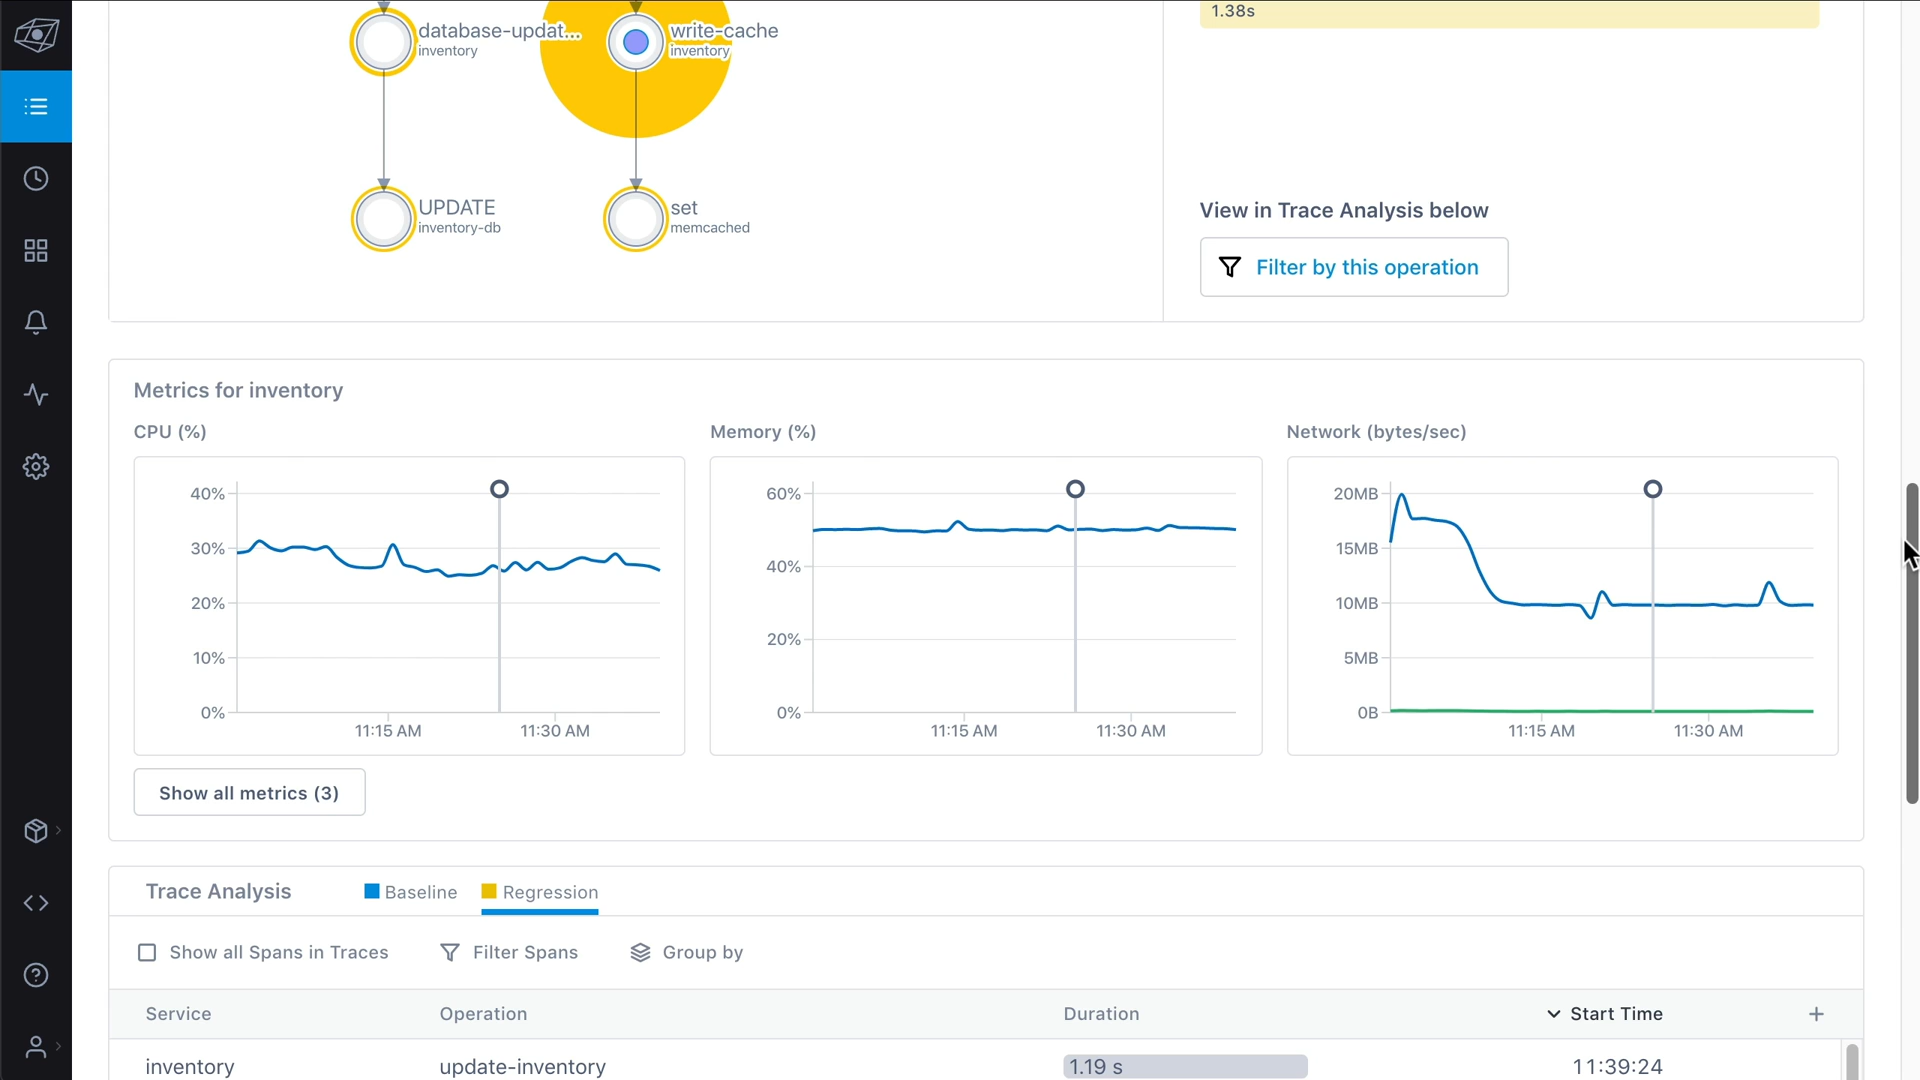 database-updat...
inventory
write-cache
inventory
1.38s
UPDATE
inventory-db
set
memcached
View in Trace Analysis below
Filter by this operation
Metrics for inventory
CPU (%)
40%
30%
20%
10%
0%
11:15 AM
11:30 AM
Memory (%)
60%
40%
20%
0%
11:15 AM
11:30 AM
Network (bytes/sec)
20MB
15MB
10MB
5MB
0B
11:15 AM
11:30 AM
Show all metrics (3)
Trace Analysis
Baseline
Regression
Show all Spans in Traces
Filter Spans
Group by
Service Operation Duration Start Time +
inventory update-inventory 1.19 s 11:39:24